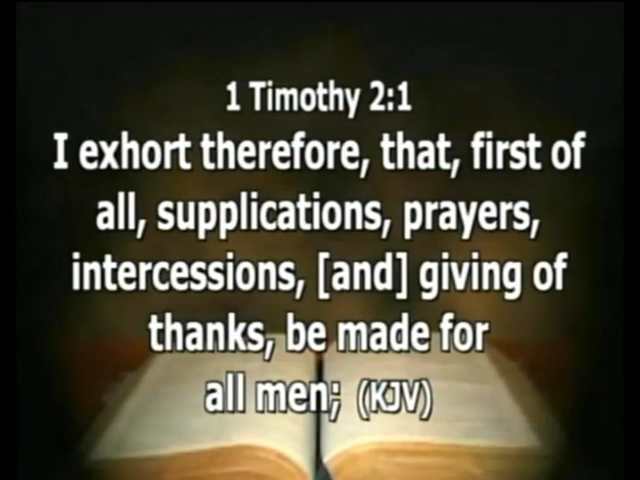 1 Timothy 2:1
I exhort therefore, that, first of
all, supplications, prayers,
intercessions, [and] giving of
thanks, be made for
all men; (KJV)